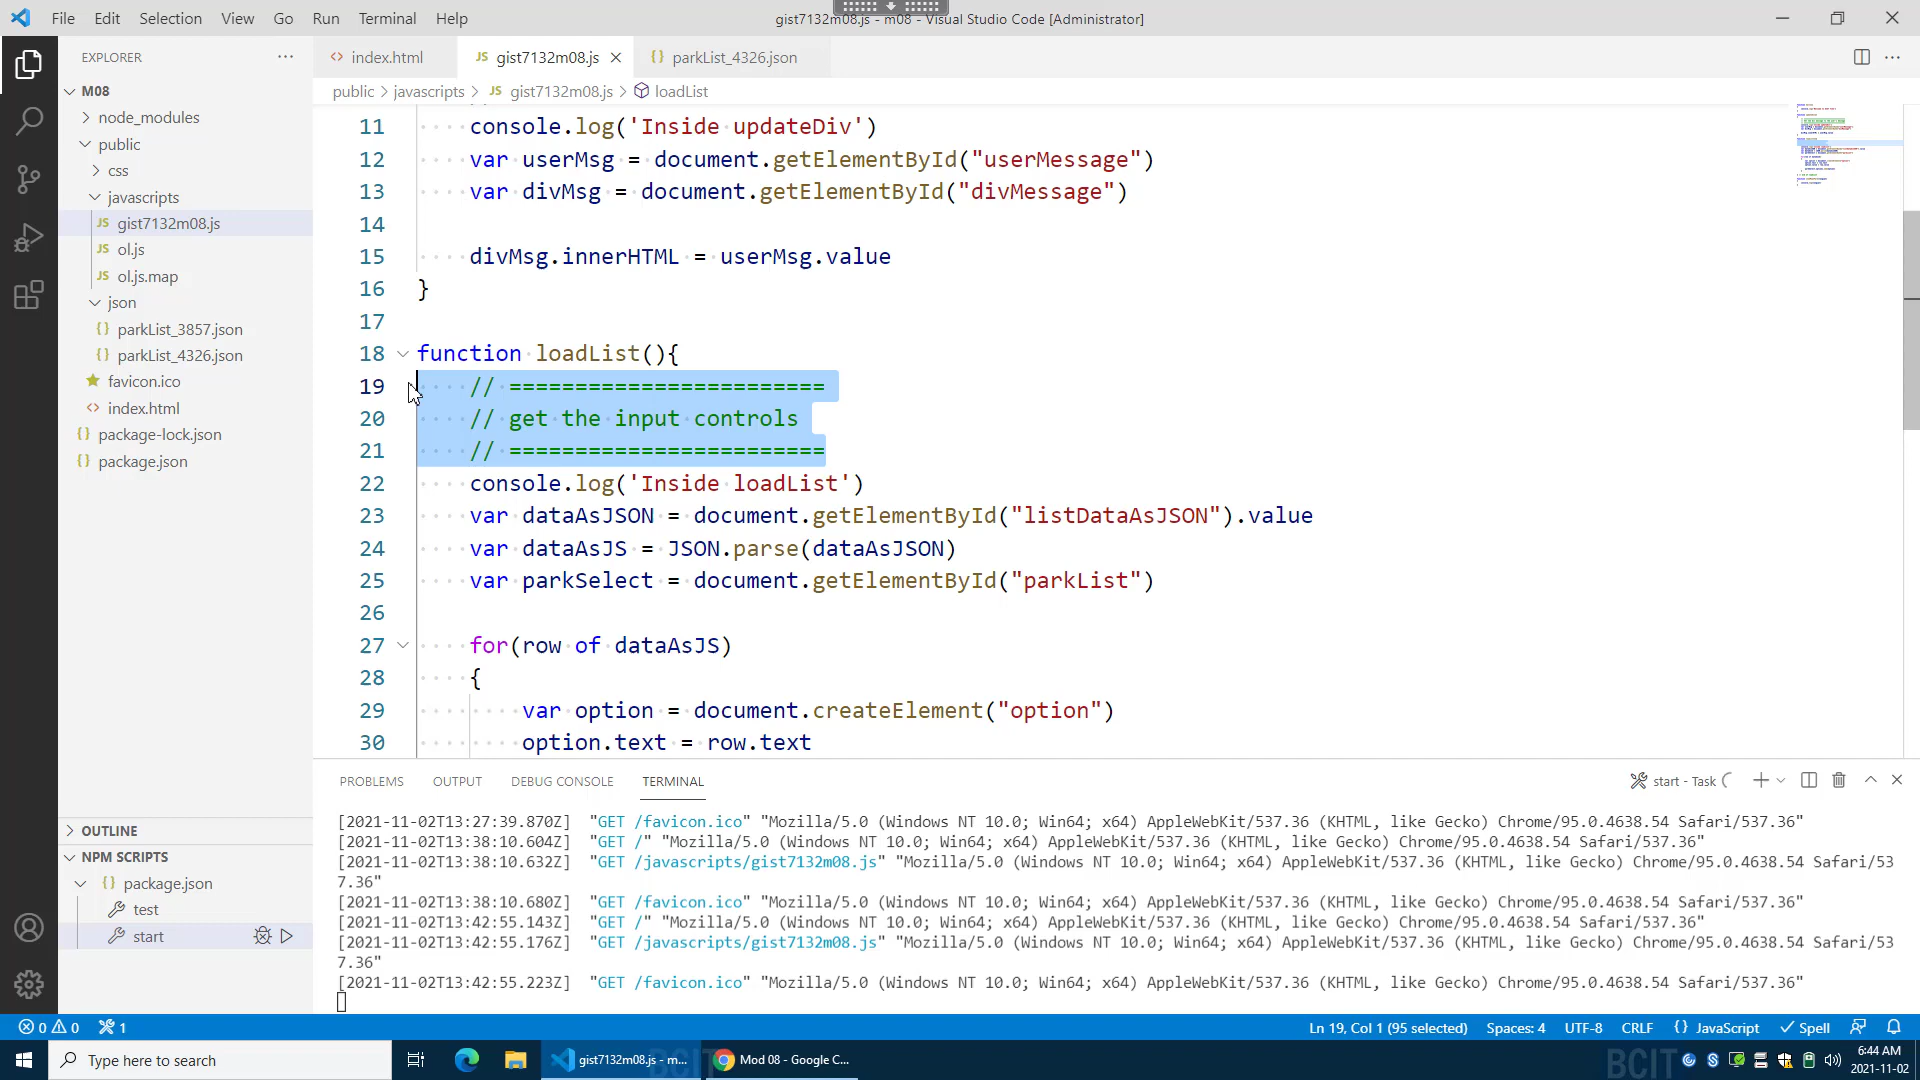 File Edit Selection View Go Run Terminal Help
gist7132m08.js - m08 - Visual Studio Code [Administrator]
EXPLORER
M08
node_modules
public
css
javascripts
JS gist7132m08.js
JS ol.js
JS ol.js.map
json
{} parkList_3857.json
{} parkList_4326.json
favicon.ico
<> index.html
{} package-lock.json
{} package.json
OUTLINE
NPM SCRIPTS
{} package.json
test
start
<> index.html
JS gist7132m08.js
{} parkList_4326.json
public > javascripts > JS gist7132m08.js > loadList
11 console.log('Inside updateDiv')
12 var userMsg = document.getElementById("userMessage")
13 var divMsg = document.getElementById("divMessage")
14
15 divMsg.innerHTML = userMsg.value
16 }
17
18 function loadList(){
19 // ========================
20 // get the input controls
21 // ========================
22 console.log('Inside loadList')
23 var dataAsJSON = document.getElementById("listDataAsJSON").value
24 var dataAsJS = JSON.parse(dataAsJSON)
25 var parkSelect = document.getElementById("parkList")
26
27 for(row of dataAsJS)
28 {
29 var option = document.createElement("option")
30 option.text = row.text
PROBLEMS OUTPUT DEBUG CONSOLE TERMINAL
start - Task
[2021-11-02T13:27:39.870Z] "GET /favicon.ico" "Mozilla/5.0 (Windows NT 10.0; Win64; x64) AppleWebKit/537.36 (KHTML, like Gecko) Chrome/95.0.4638.54 Safari/537.36"
[2021-11-02T13:38:10.604Z] "GET /" "Mozilla/5.0 (Windows NT 10.0; Win64; x64) AppleWebKit/537.36 (KHTML, like Gecko) Chrome/95.0.4638.54 Safari/537.36"
[2021-11-02T13:38:10.632Z] "GET /javascripts/gist7132m08.js" "Mozilla/5.0 (Windows NT 10.0; Win64; x64) AppleWebKit/537.36 (KHTML, like Gecko) Chrome/95.0.4638.54 Safari/53
7.36"
[2021-11-02T13:38:10.680Z] "GET /favicon.ico" "Mozilla/5.0 (Windows NT 10.0; Win64; x64) AppleWebKit/537.36 (KHTML, like Gecko) Chrome/95.0.4638.54 Safari/537.36"
[2021-11-02T13:42:55.143Z] "GET /" "Mozilla/5.0 (Windows NT 10.0; Win64; x64) AppleWebKit/537.36 (KHTML, like Gecko) Chrome/95.0.4638.54 Safari/537.36"
[2021-11-02T13:42:55.176Z] "GET /javascripts/gist7132m08.js" "Mozilla/5.0 (Windows NT 10.0; Win64; x64) AppleWebKit/537.36 (KHTML, like Gecko) Chrome/95.0.4638.54 Safari/53
7.36"
[2021-11-02T13:42:55.223Z] "GET /favicon.ico" "Mozilla/5.0 (Windows NT 10.0; Win64; x64) AppleWebKit/537.36 (KHTML, like Gecko) Chrome/95.0.4638.54 Safari/537.36"
0 0 1
Ln 19, Col 1 (95 selected) Spaces: 4 UTF-8 CRLF {} JavaScript Spell
Type here to search
gist7132m08.js - m...
BCIT
Mod 08 - Google C...
BCIT
6:44 AM
2021-11-02